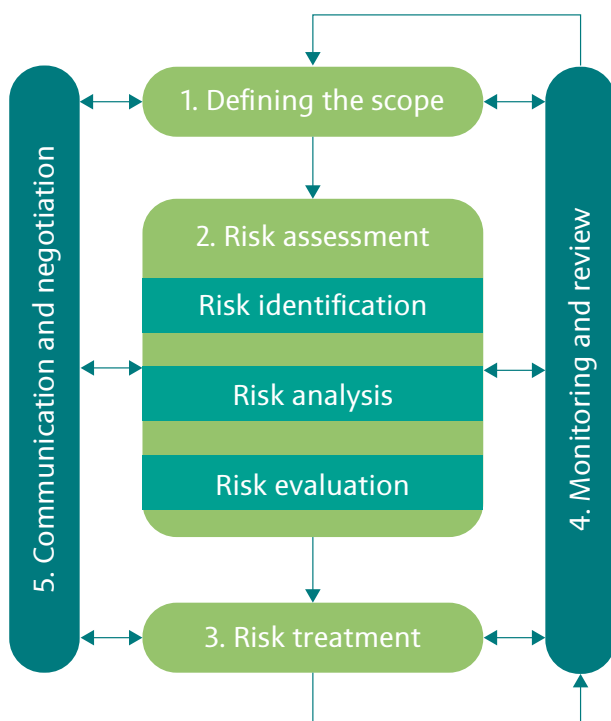 1. Defining the scope
2. Risk assessment
Risk identification
Risk analysis
Risk evaluation
3. Risk treatment
4. Monitoring and review
5. Communication and negotiation